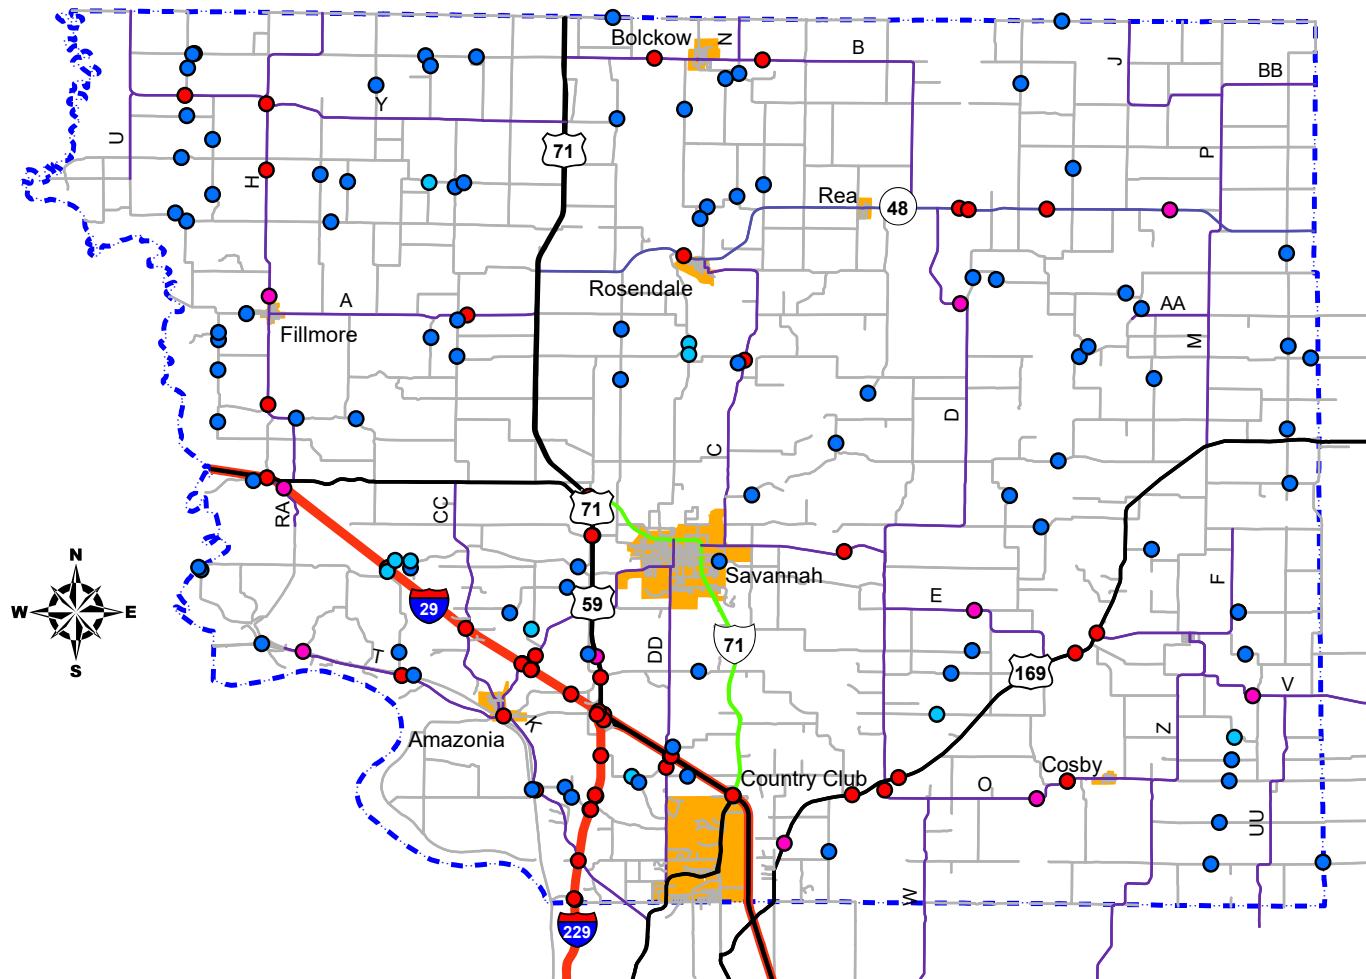 Bolckow
N
B
J
BB
Y
U
71
P
H
Rea
48
Rosendale
A
AA
Fillmore
M
D
C
RA
CC
71
N
W
E
S
29
59
Savannah
E
F
71
DD
T
169
V
K
Z
Amazonia
Country Club
Cosby
O
UU
W
229